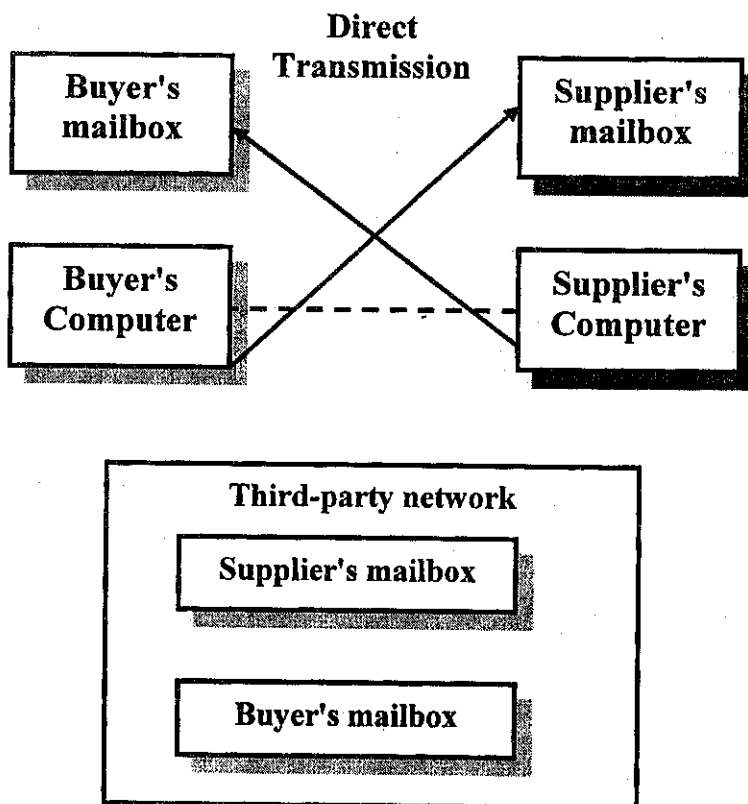 Direct
Transmission
Buyer's
mailbox
Supplier's
mailbox
Buyer's
Computer
Supplier's
Computer
Third-party network
Supplier's mailbox
Buyer's mailbox